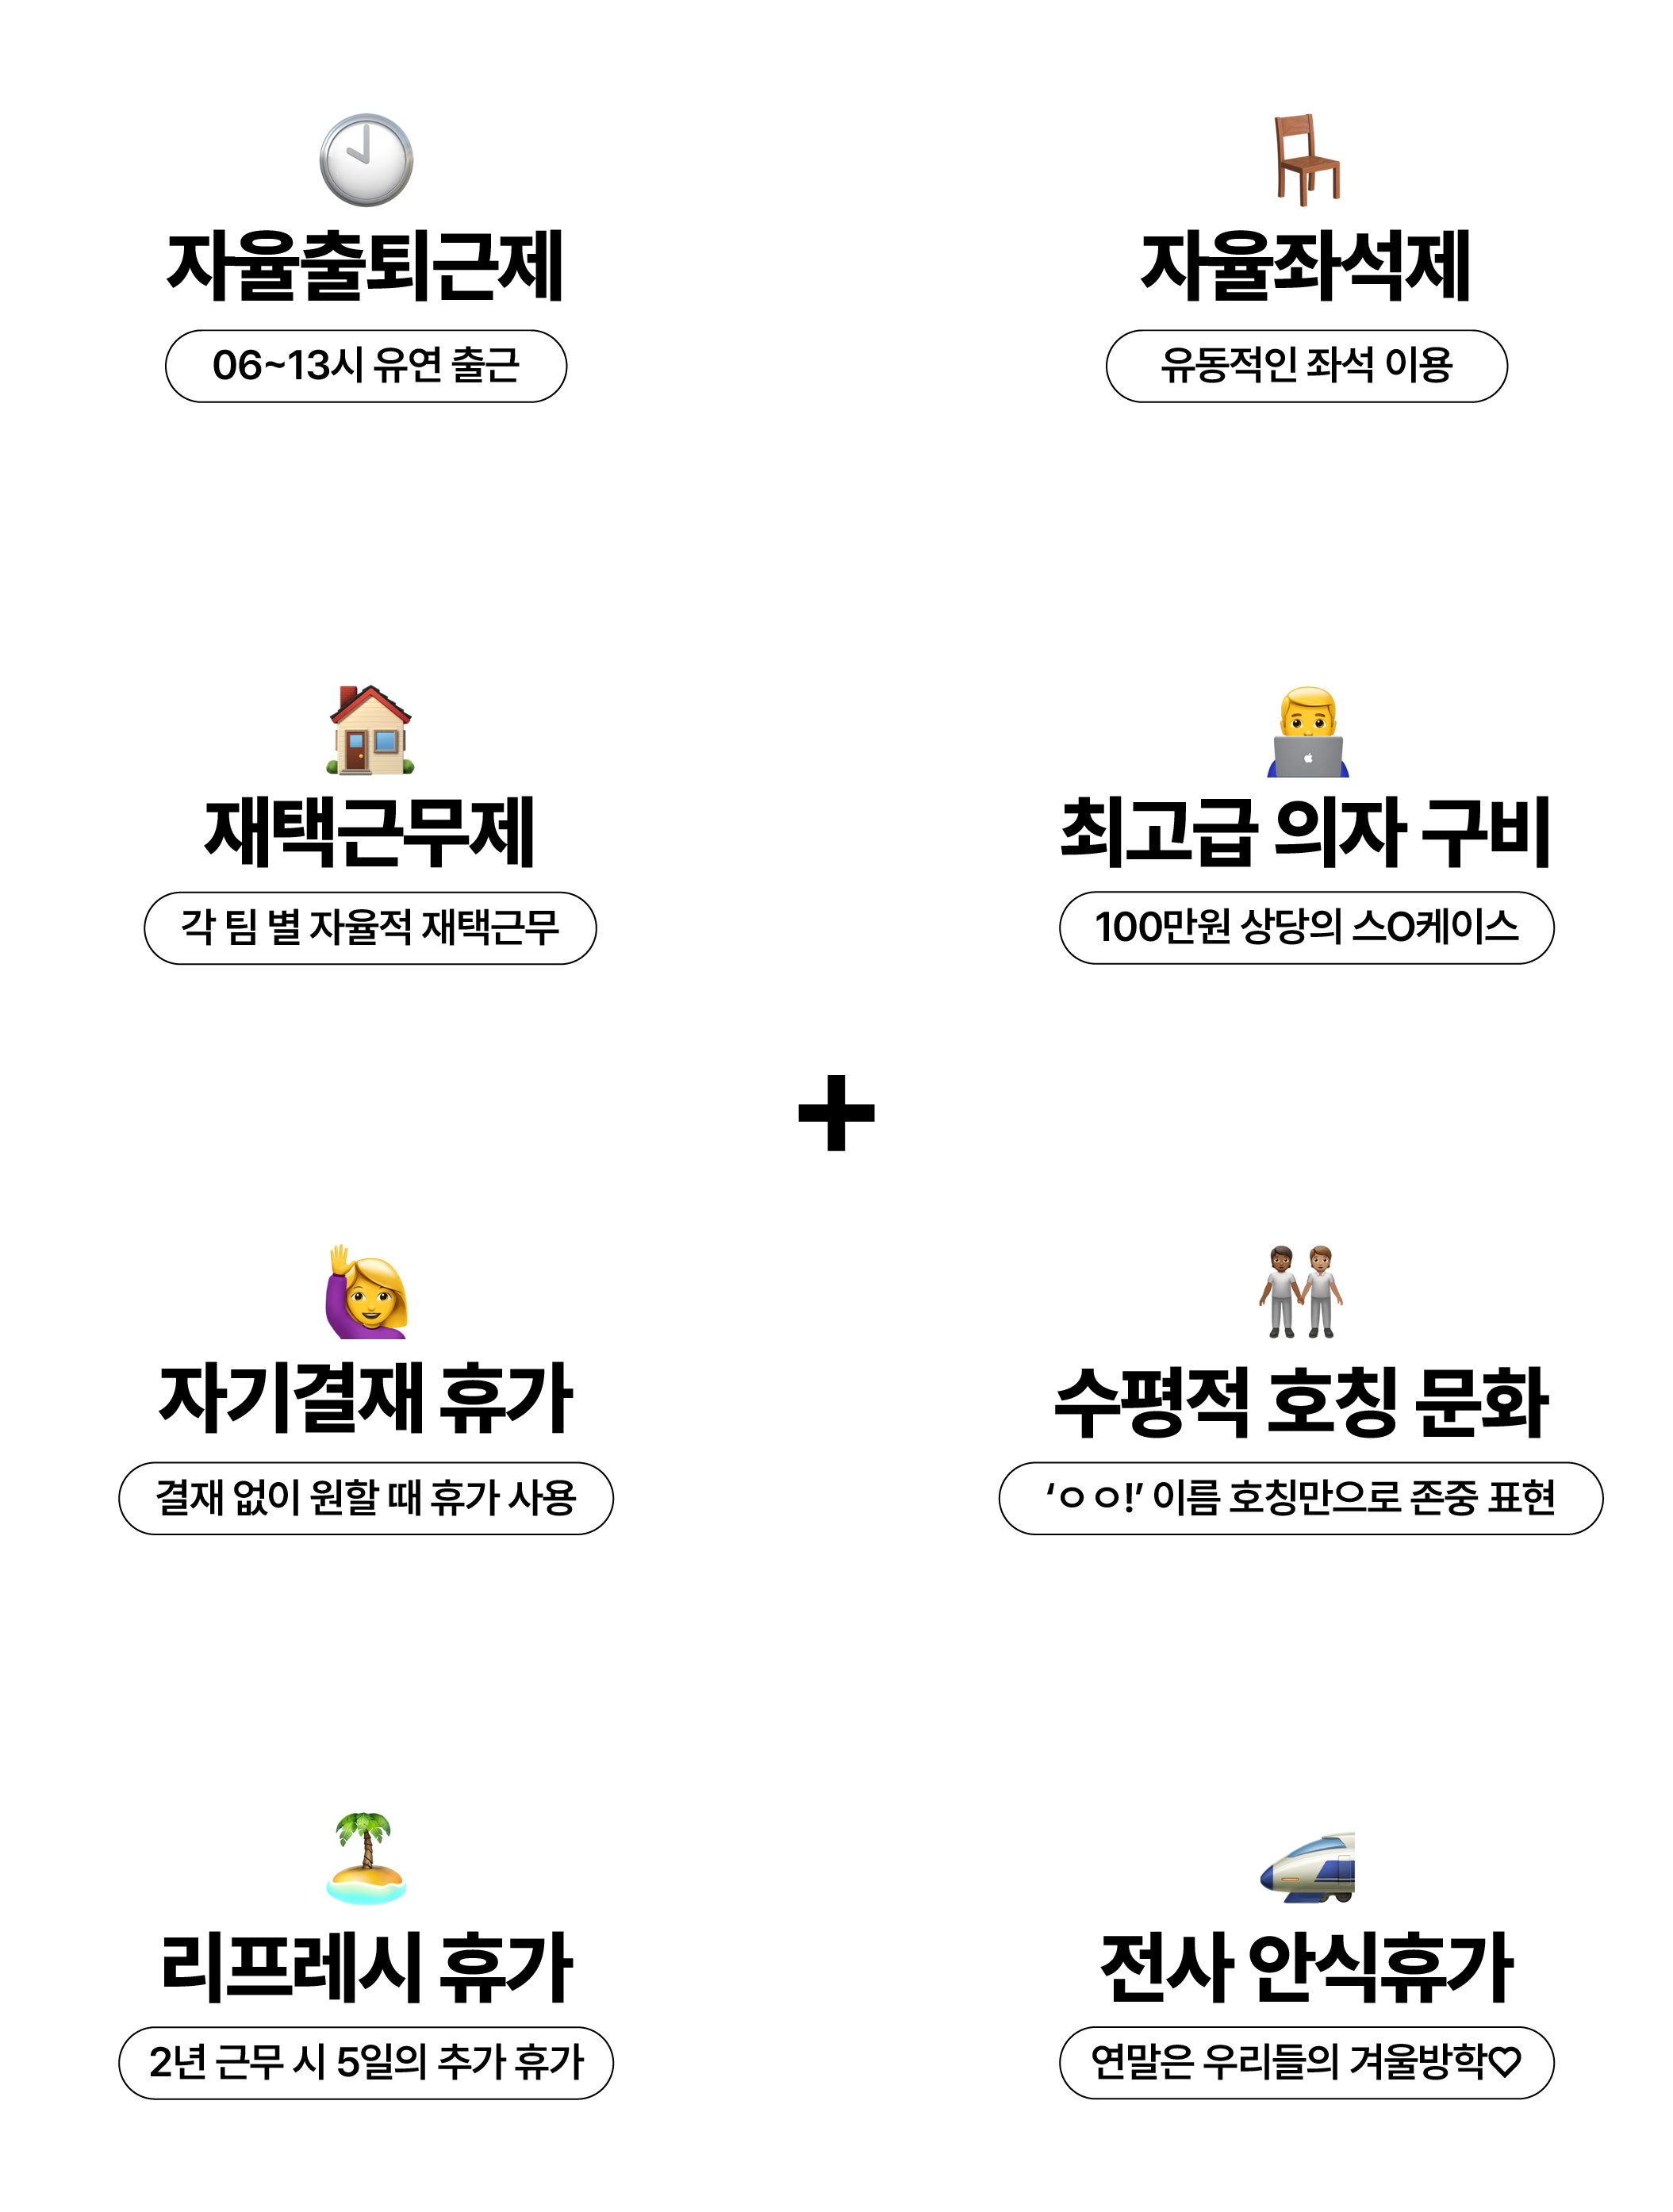 자율출퇴근제
06~13시 유연 출근
자율좌석제
유동적인 좌석 이용
재택근무제
각 팀 별 자율적 재택근무
최고급 의자 구비
100만원 상당의 스O케이스
+
자기결재 휴가
결재 없이 원할 때 휴가 사용
수평적 호칭 문화
‘ㅇㅇ!’ 이름 호칭만으로 존중 표현
리프레시 휴가
2년 근무 시 5일의 추가 휴가
전사 안식휴가
연말은 우리들의 겨울방학♡